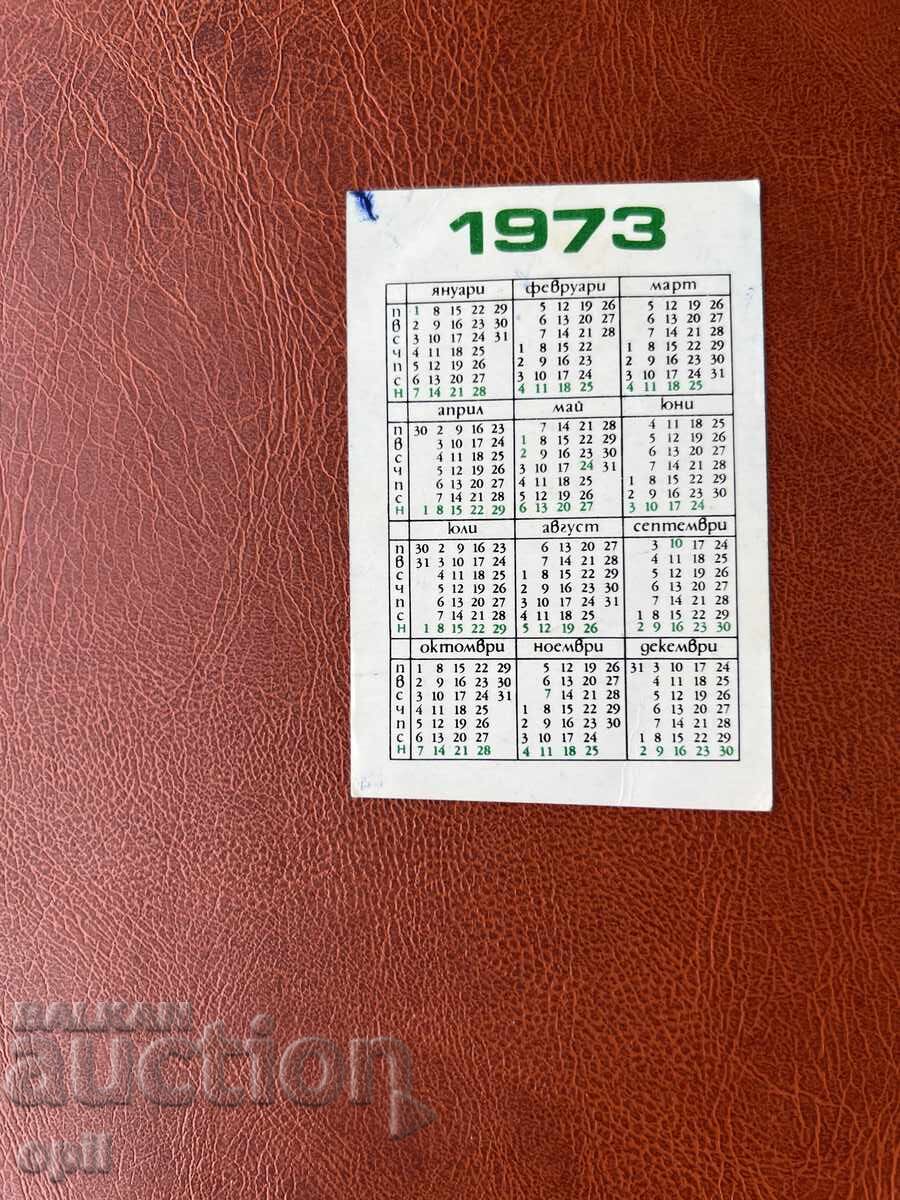 1973
януари февруари март
п 1 8 15 22 29 5 12 19 26 5 12 19 26
в 2 9 16 23 30 6 13 20 27 6 13 20 27
с 3 10 17 24 31 7 14 21 28 7 14 21 28
ч 4 11 18 25 1 8 15 22 1 8 15 22 29
п 5 12 19 26 2 9 16 23 2 9 16 23 30
с 6 13 20 27 3 10 17 24 3 10 17 24 31
н 7 14 21 28 4 11 18 25 4 11 18 25
април май юни
п 30 2 9 16 23 7 14 21 28 4 11 18 25
в 3 10 17 24 1 8 15 22 29 5 12 19 26
с 4 11 18 25 2 9 16 23 30 6 13 20 27
ч 5 12 19 26 3 10 17 24 31 7 14 21 28
п 6 13 20 27 4 11 18 25 1 8 15 22 29
с 7 14 21 28 5 12 19 26 2 9 16 23 30
н 1 8 15 22 29 6 13 20 27 3 10 17 24
юли август септември
п 30 2 9 16 23 6 13 20 27 3 10 17 24
в 31 3 10 17 24 7 14 21 28 4 11 18 25
с 4 11 18 25 1 8 15 22 29 5 12 19 26
ч 5 12 19 26 2 9 16 23 30 6 13 20 27
п 6 13 20 27 3 10 17 24 31 7 14 21 28
с 7 14 21 28 4 11 18 25 1 8 15 22 29
н 1 8 15 22 29 5 12 19 26 2 9 16 23 30
октомври ноември декември
п 1 8 15 22 29 5 12 19 26 31 3 10 17 24
в 2 9 16 23 30 6 13 20 27 4 11 18 25
с 3 10 17 24 31 7 14 21 28 5 12 19 26
ч 4 11 18 25 1 8 15 22 29 6 13 20 27
п 5 12 19 26 2 9 16 23 30 7 14 21 28
с 6 13 20 27 3 10 17 24 1 8 15 22 29
н 7 14 21 28 4 11 18 25 2 9 16 23 30
BALKAN
auction
opil